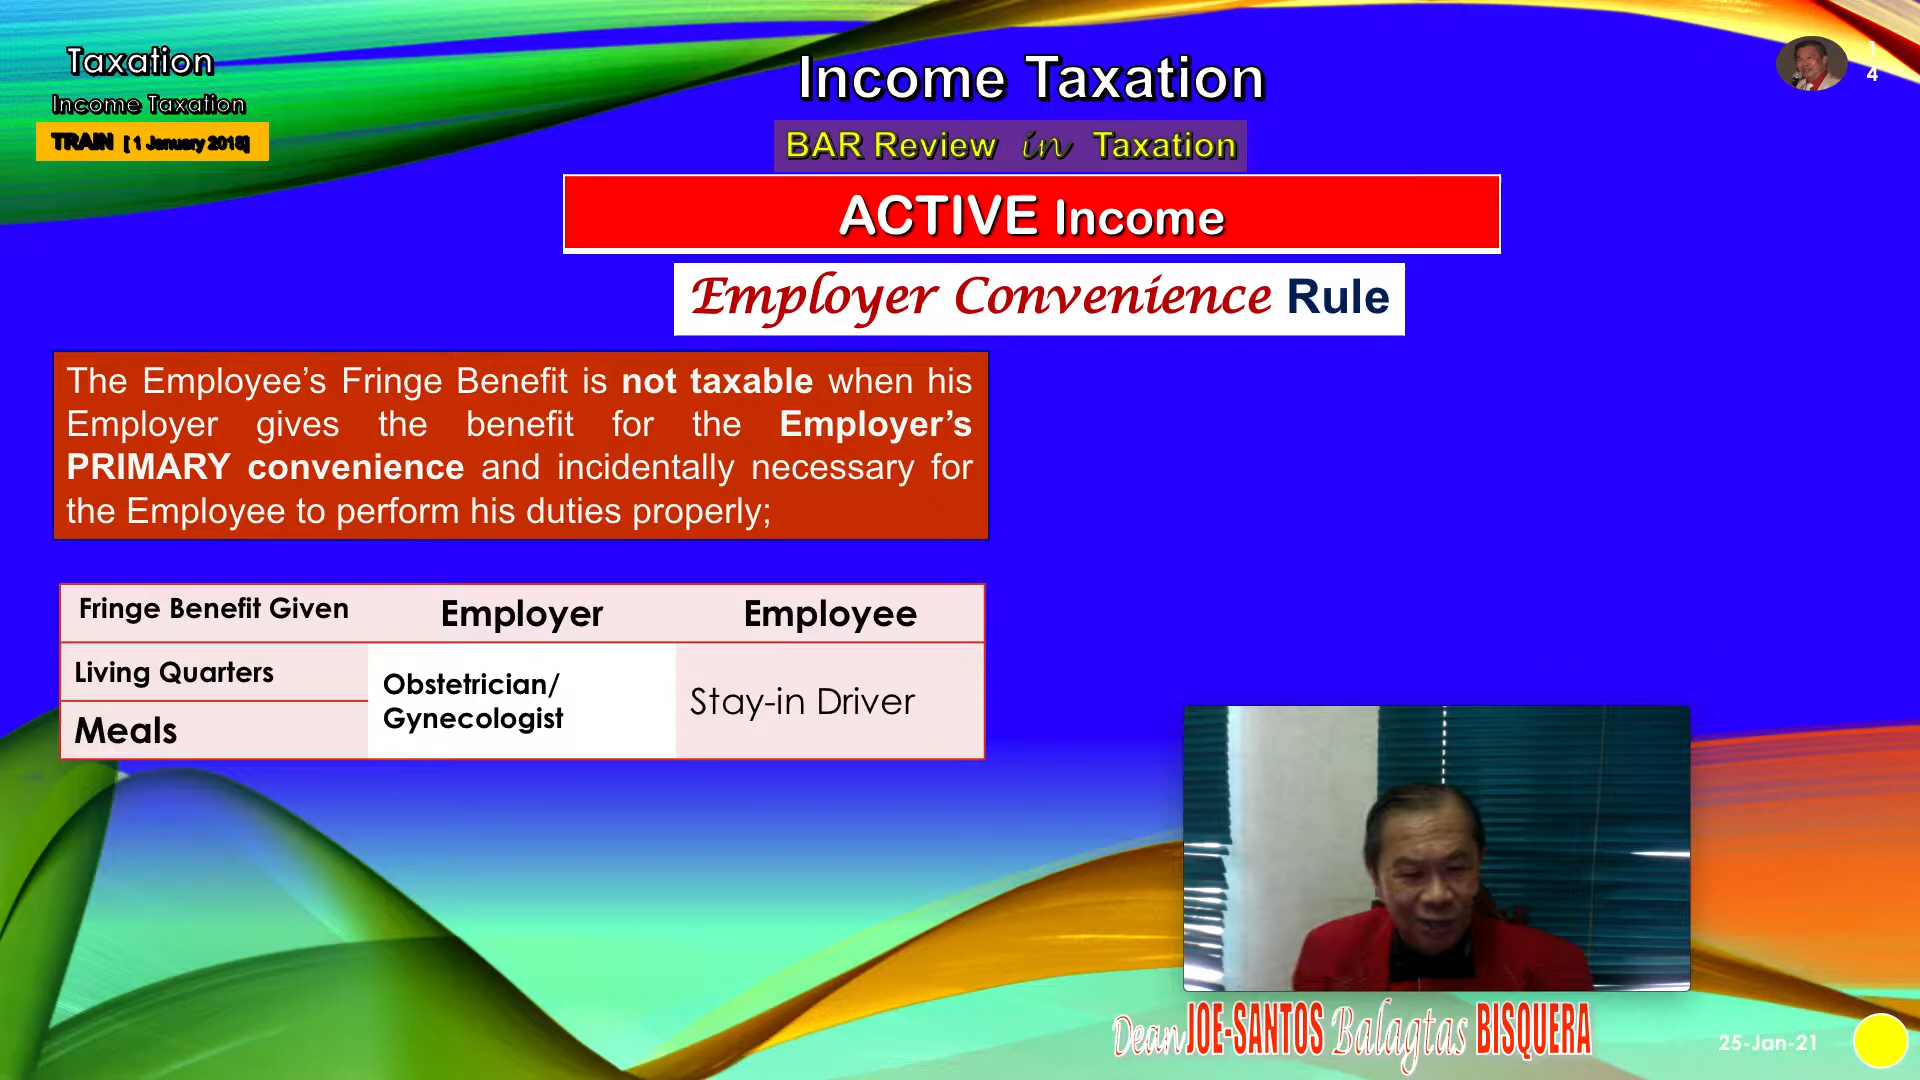 Taxation
Income Taxation
TRAIN [ 1 January 2018]
Income Taxation
BAR Review in Taxation
1
4
ACTIVE Income
Employer Convenience Rule
The Employee’s Fringe Benefit is not taxable when his
Employer gives the benefit for the Employer’s
PRIMARY convenience and incidentally necessary for
the Employee to perform his duties properly;
Fringe Benefit Given Employer Employee
Living Quarters
Obstetrician/
Gynecologist
Stay-in Driver
Meals
Dean JOE-SANTOS Balagtas BISQUERA
25-Jan-21